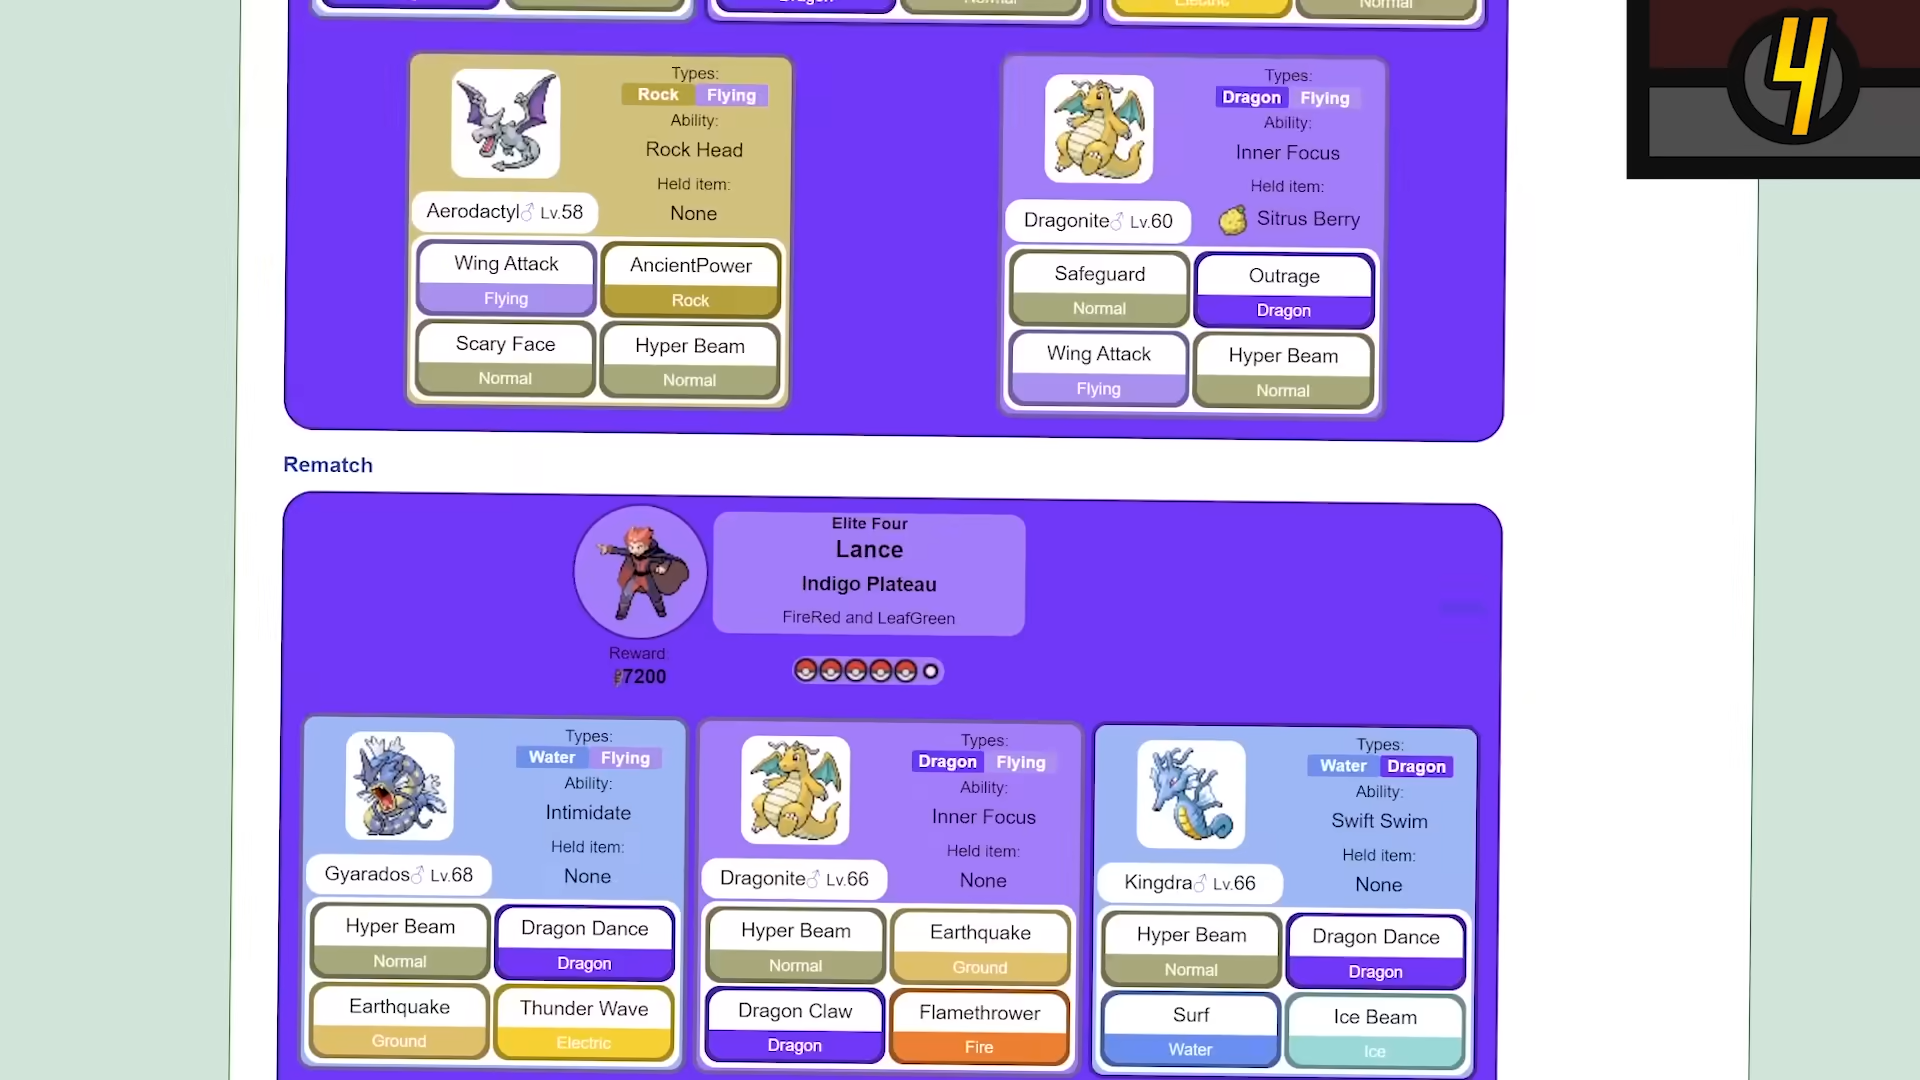 Dragon
Normal
Electric
Normal
4
Types:
Rock Flying
Ability:
Rock Head
Held item:
None
Aerodactyl♂ Lv.58
Wing Attack
Flying
AncientPower
Rock
Scary Face
Normal
Hyper Beam
Normal
Types:
Dragon Flying
Ability:
Inner Focus
Held item:
Sitrus Berry
Dragonite♂ Lv.60
Safeguard
Normal
Outrage
Dragon
Wing Attack
Flying
Hyper Beam
Normal
Rematch
Elite Four
Lance
Indigo Plateau
FireRed and LeafGreen
Reward:
7200
Types:
Water Flying
Ability:
Intimidate
Held item:
None
Gyarados♂ Lv.68
Hyper Beam
Normal
Dragon Dance
Dragon
Earthquake
Ground
Thunder Wave
Electric
Types:
Dragon Flying
Ability:
Inner Focus
Held item:
None
Dragonite♂ Lv.66
Hyper Beam
Normal
Earthquake
Ground
Dragon Claw
Dragon
Flamethrower
Fire
Types:
Water Dragon
Ability:
Swift Swim
Held item:
None
Kingdra♂ Lv.66
Hyper Beam
Normal
Dragon Dance
Dragon
Surf
Water
Ice Beam
Ice